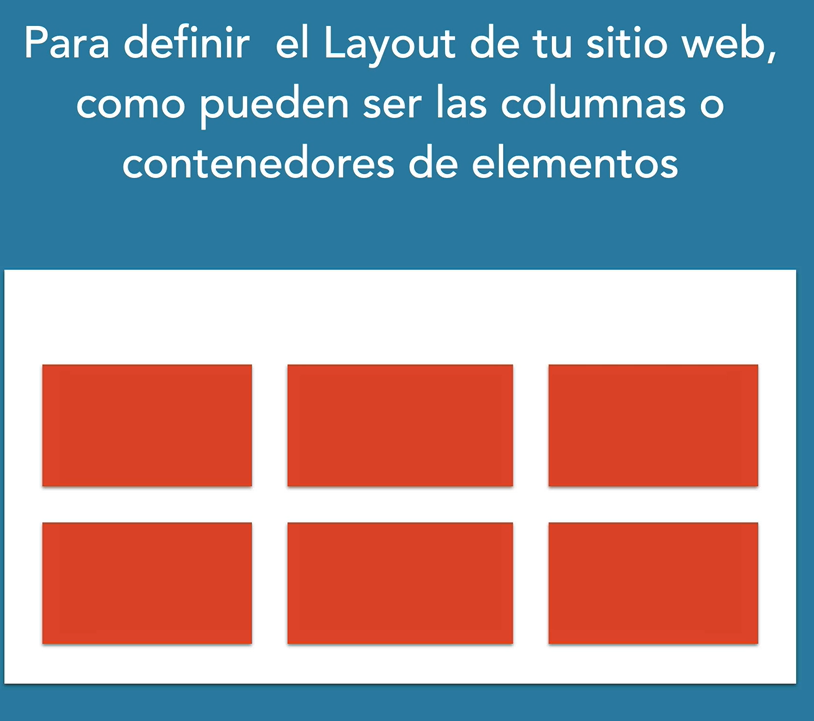 Para definir  el Layout de tu sitio web,
como pueden ser las columnas o
contenedores de elementos